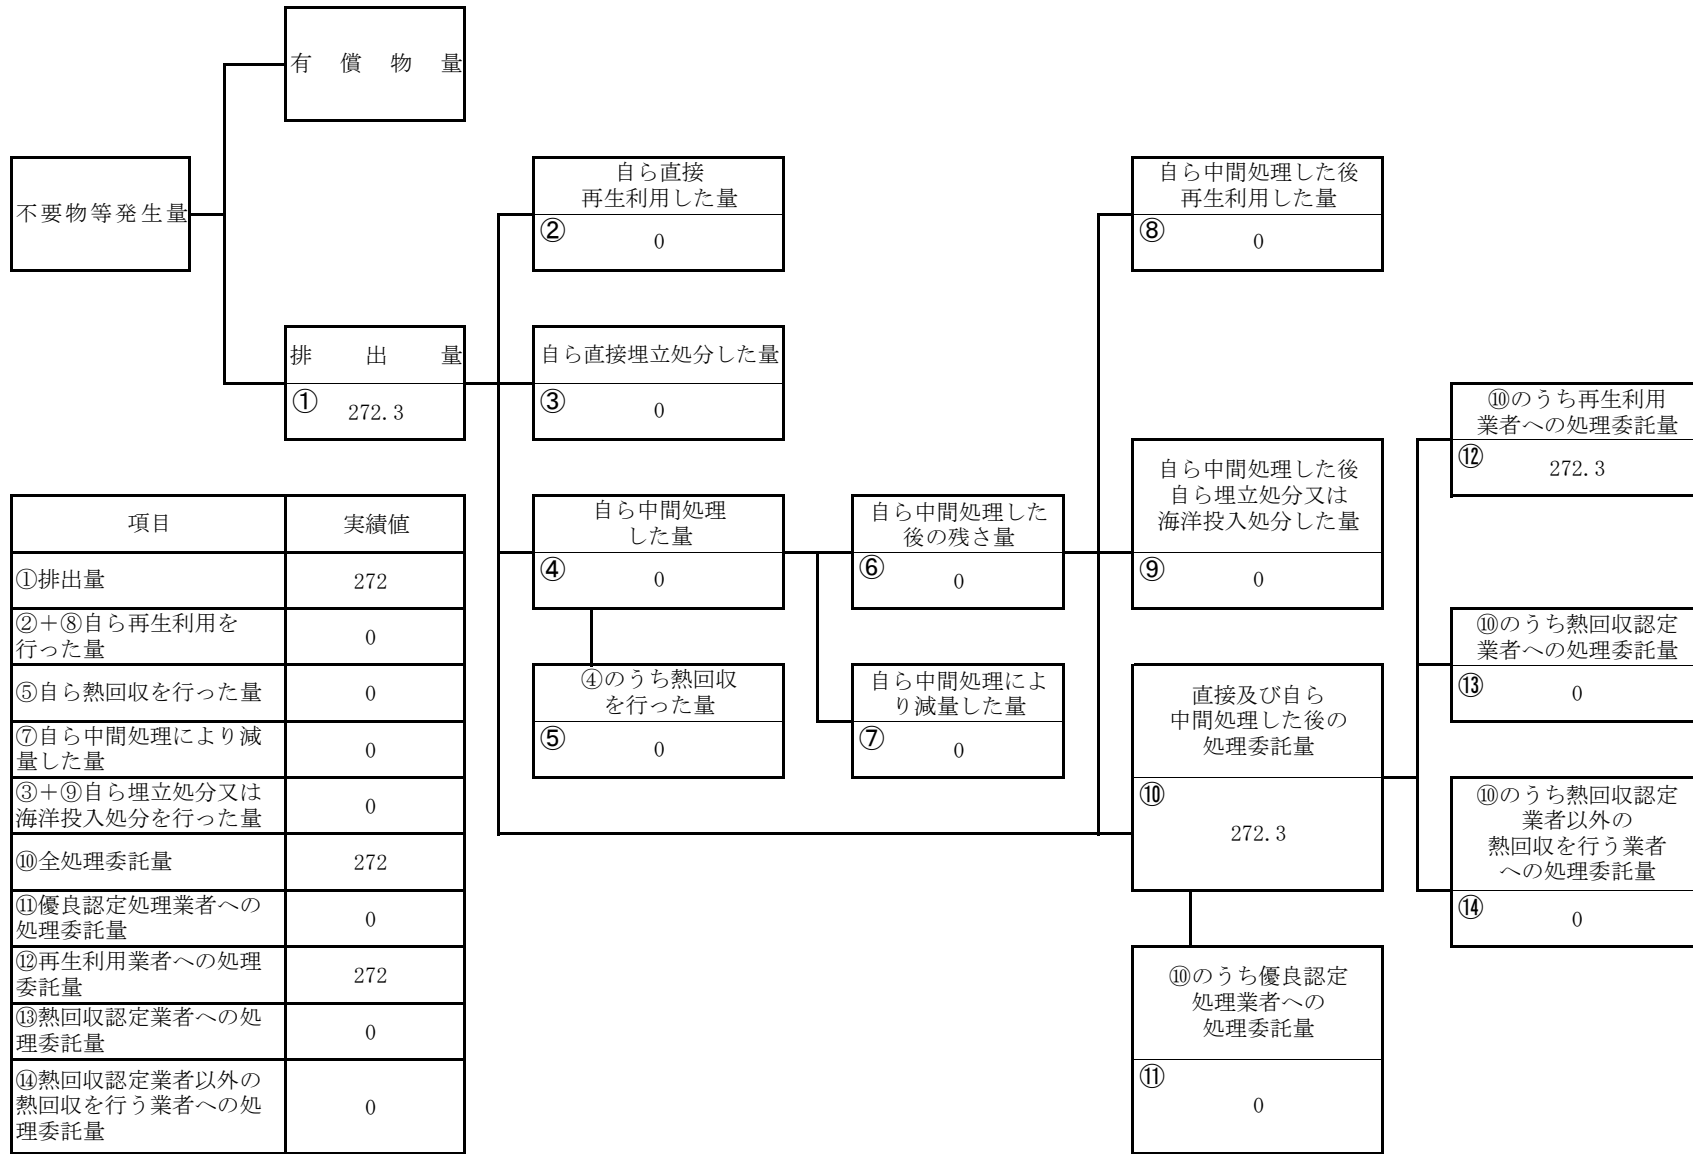 有償物量
不要物等発生量
自ら直接
再生利用した量
②
0
自ら中間処理した後
再生利用した量
⑧
0
排出量
①
272.3
自ら直接埋立処分した量
③
0
⑩のうち再生利用
業者への処理委託量
⑫
272.3
自ら中間処理
した量
④
0
自ら中間処理した
後の残さ量
⑥
0
自ら中間処理した後
自ら埋立処分又は
海洋投入処分した量
⑨
0
④のうち熱回収
を行った量
⑤
0
自ら中間処理によ
り減量した量
⑦
0
直接及び自ら
中間処理した後の
処理委託量
⑩
272.3
⑩のうち熱回収認定
業者への処理委託量
⑬
0
⑩のうち熱回収認定
業者以外の
熱回収を行う業者
への処理委託量
⑭
0
⑩のうち優良認定
処理業者への
処理委託量
⑪
0
項目 実績値
①排出量 272
②＋⑧自ら再生利用を
行った量 0
⑤自ら熱回収を行った量 0
⑦自ら中間処理により減
量した量 0
③＋⑨自ら埋立処分又は
海洋投入処分を行った量 0
⑩全処理委託量 272
⑪優良認定処理業者への
処理委託量 0
⑫再生利用業者への処理
委託量 272
⑬熱回収認定業者への処
理委託量 0
⑭熱回収認定業者以外の
熱回収を行う業者への処
理委託量 0